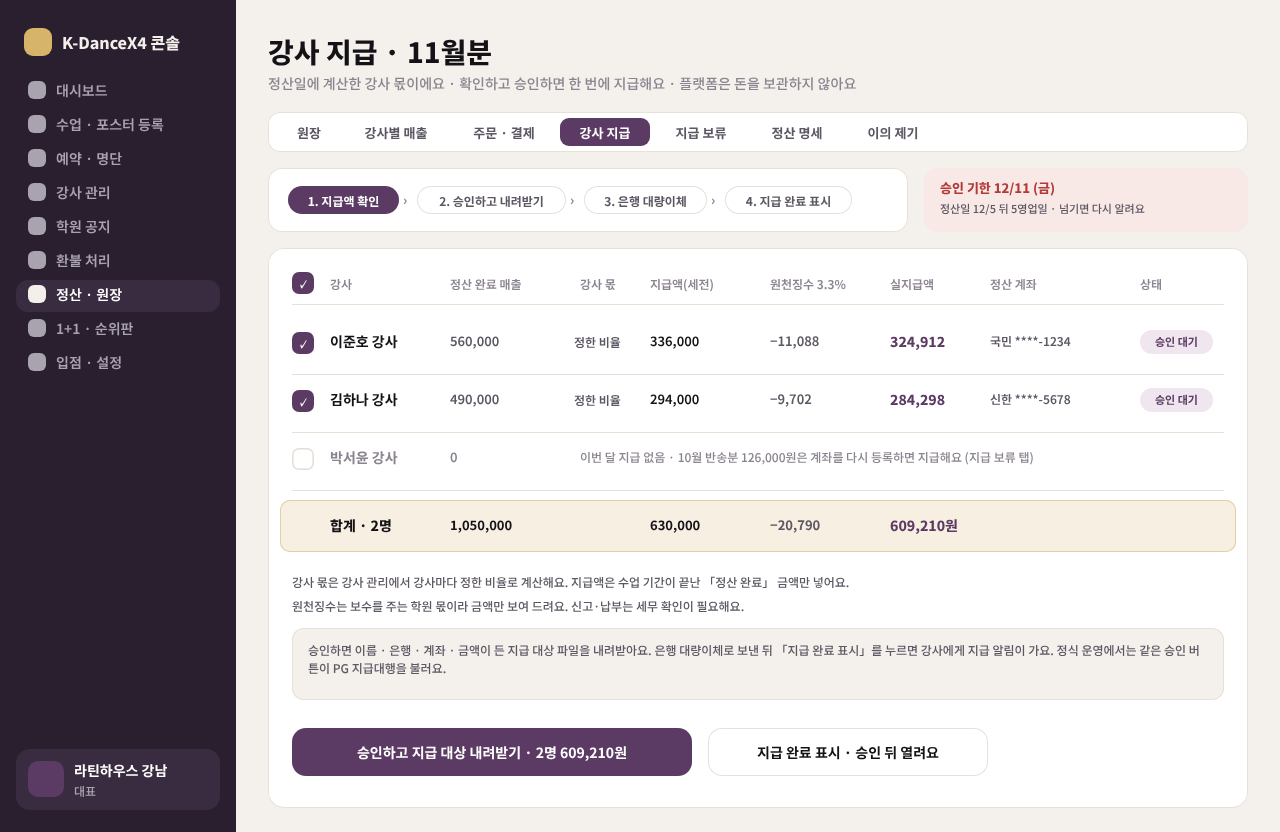 K-DanceX4 콘솔
대시보드
수업 · 포스터 등록
예약 · 명단
강사 관리
학원 공지
환불 처리
정산 · 원장
1+1 · 순위판
입점 · 설정
라틴하우스 강남
대표
강사 지급 · 11월분
정산일에 계산한 강사 몫이에요 · 확인하고 승인하면 한 번에 지급해요 · 플랫폼은 돈을 보관하지 않아요
원장 강사별 매출 주문 · 결제 강사 지급 지급 보류 정산 명세 이의 제기
1. 지급액 확인 › 2. 승인하고 내려받기 › 3. 은행 대량이체 › 4. 지급 완료 표시
승인 기한 12/11 (금)
정산일 12/5 뒤 5영업일 · 넘기면 다시 알려요
✓ 강사 정산 완료 매출 강사 몫 지급액(세전) 원천징수 3.3% 실지급액 정산 계좌 상태
✓ 이준호 강사 560,000 정한 비율 336,000 −11,088 324,912 국민 ****-1234 승인 대기
✓ 김하나 강사 490,000 정한 비율 294,000 −9,702 284,298 신한 ****-5678 승인 대기
박서윤 강사 0 이번 달 지급 없음 · 10월 반송분 126,000원은 계좌를 다시 등록하면 지급해요 (지급 보류 탭)
합계 · 2명 1,050,000 630,000 −20,790 609,210원
강사 몫은 강사 관리에서 강사마다 정한 비율로 계산해요. 지급액은 수업 기간이 끝난 「정산 완료」 금액만 넣어요.
원천징수는 보수를 주는 학원 몫이라 금액만 보여 드려요. 신고·납부는 세무 확인이 필요해요.
승인하면 이름 · 은행 · 계좌 · 금액이 든 지급 대상 파일을 내려받아요. 은행 대량이체로 보낸 뒤 「지급 완료 표시」를 누르면 강사에게 지급 알림이 가요. 정식 운영에서는 같은 승인 버
튼이 PG 지급대행을 불러요.
승인하고 지급 대상 내려받기 · 2명 609,210원
지급 완료 표시 · 승인 뒤 열려요